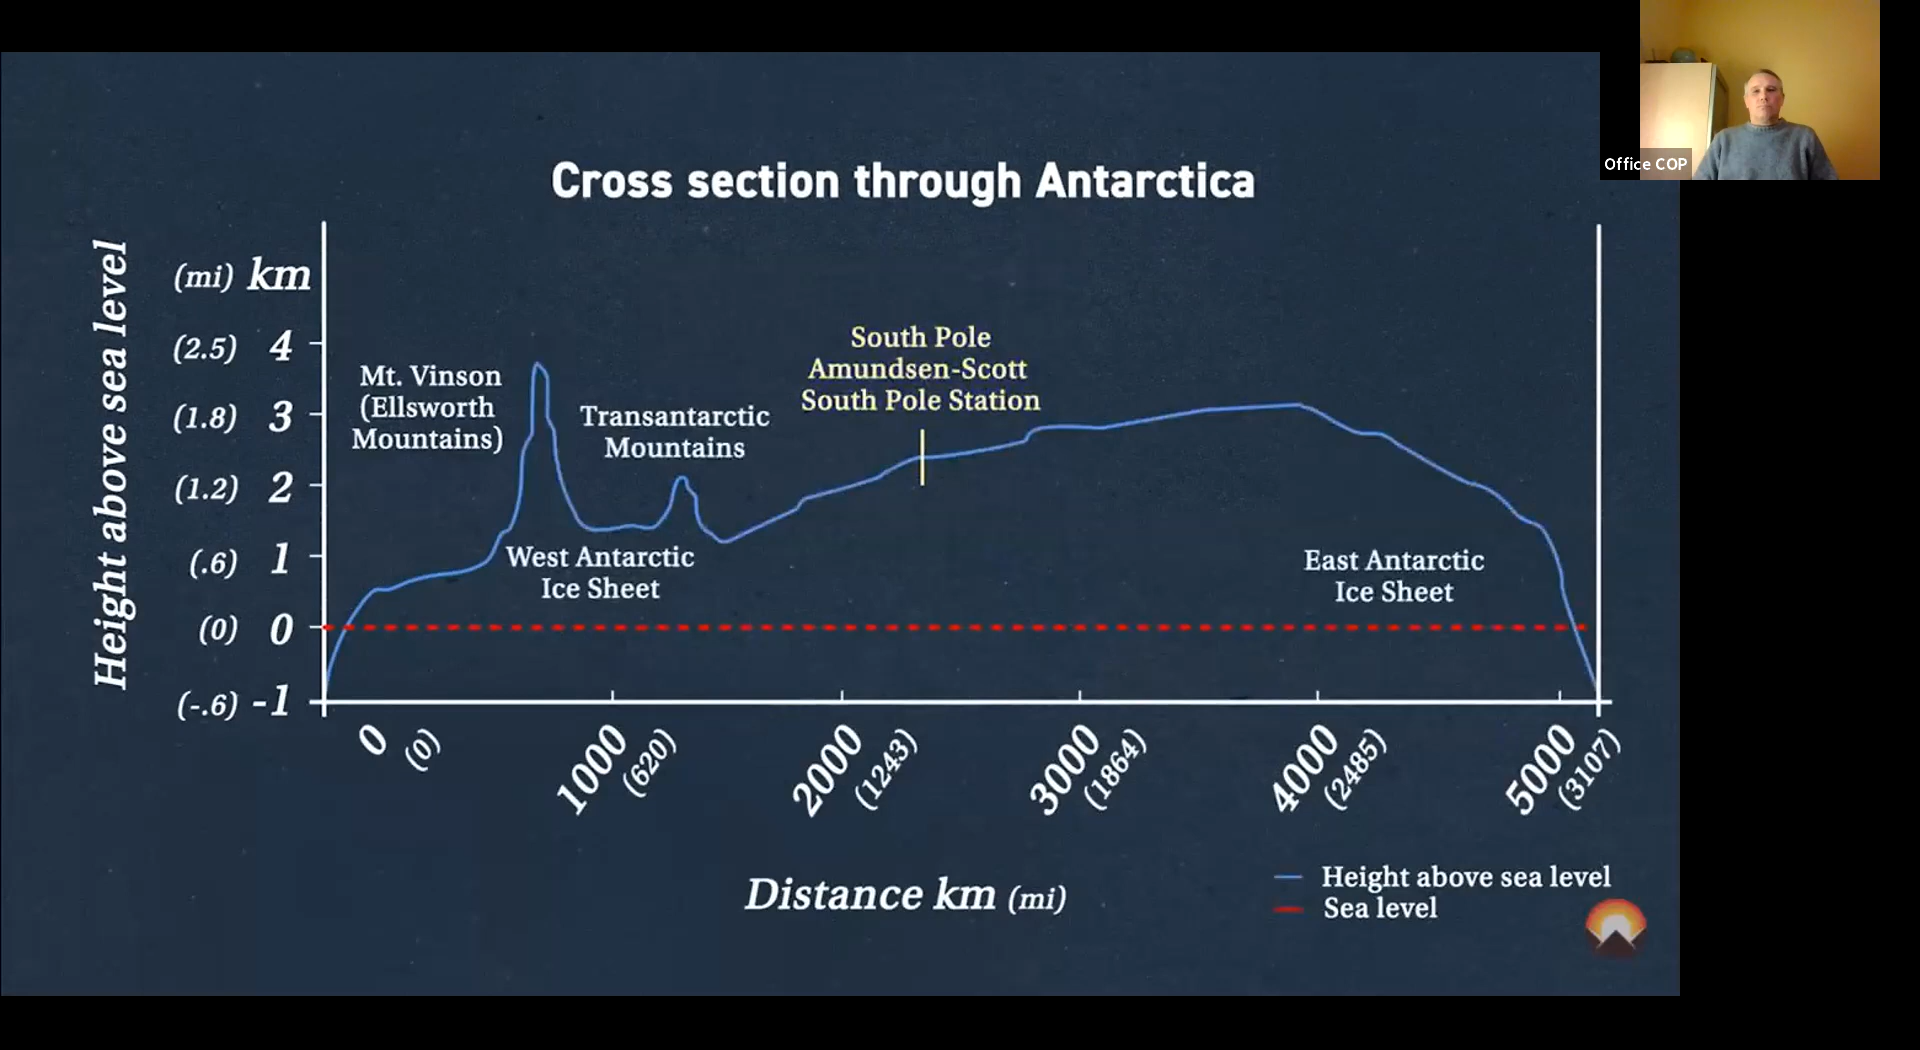 Office COP
Cross section through Antarctica
Height above sea level
(mi) km
(2.5) 4
(1.8) 3
(1.2) 2
(.6) 1
(0) 0
(-.6) -1
Mt. Vinson
(Ellsworth
Mountains)
Transantarctic
Mountains
South Pole
Amundsen-Scott
South Pole Station
West Antarctic
Ice Sheet
East Antarctic
Ice Sheet
0 (0)
1000 (620)
2000 (1243)
3000 (1864)
4000 (2485)
5000 (3107)
Distance km (mi)
Height above sea level
Sea level